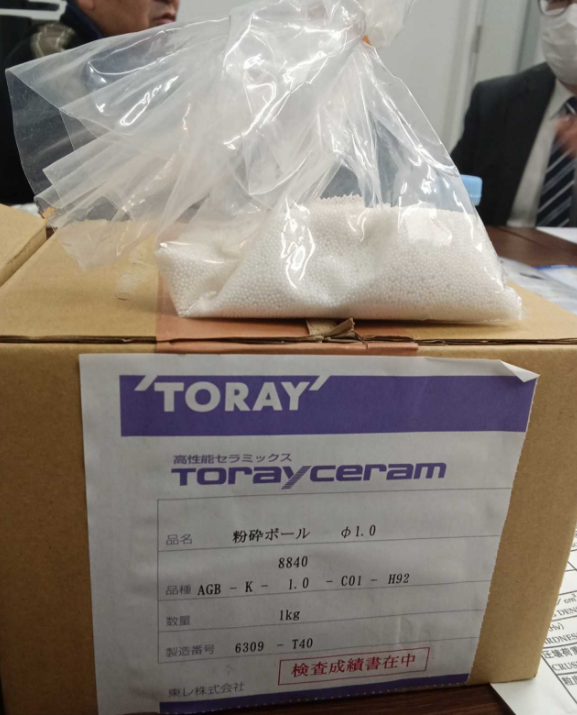 'TORAY'
高性能セラミックス
Torayceram
品名 粉砕ボール φ1.0
8840
品種 AGB - K - 1.0 - C01 - H92
数量 1kg
製造番号 6309 - T40
検査成績書在中
東レ株式会社